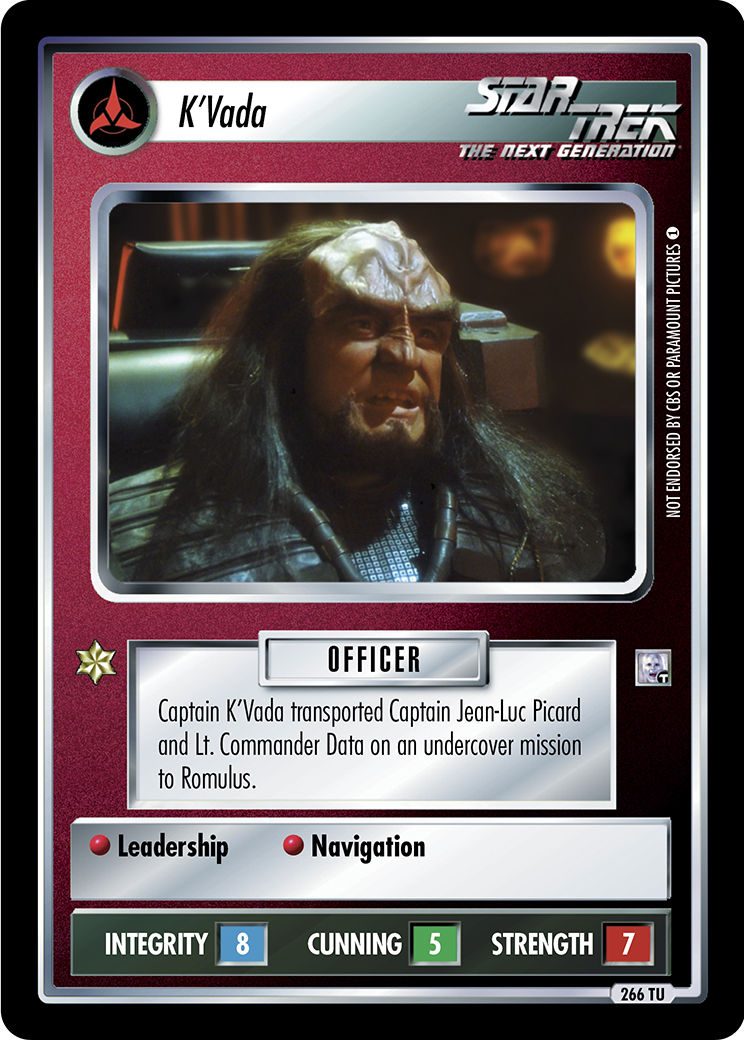 K'Vada
STAR TREK
THE NEXT GENERATION
NOT ENDORSED BY CBS OR PARAMOUNT PICTURES 1
OFFICER
Captain K'Vada transported Captain Jean-Luc Picard
and Lt. Commander Data on an undercover mission
to Romulus.
Leadership Navigation
INTEGRITY 8 CUNNING 5 STRENGTH 7
266 TU
T